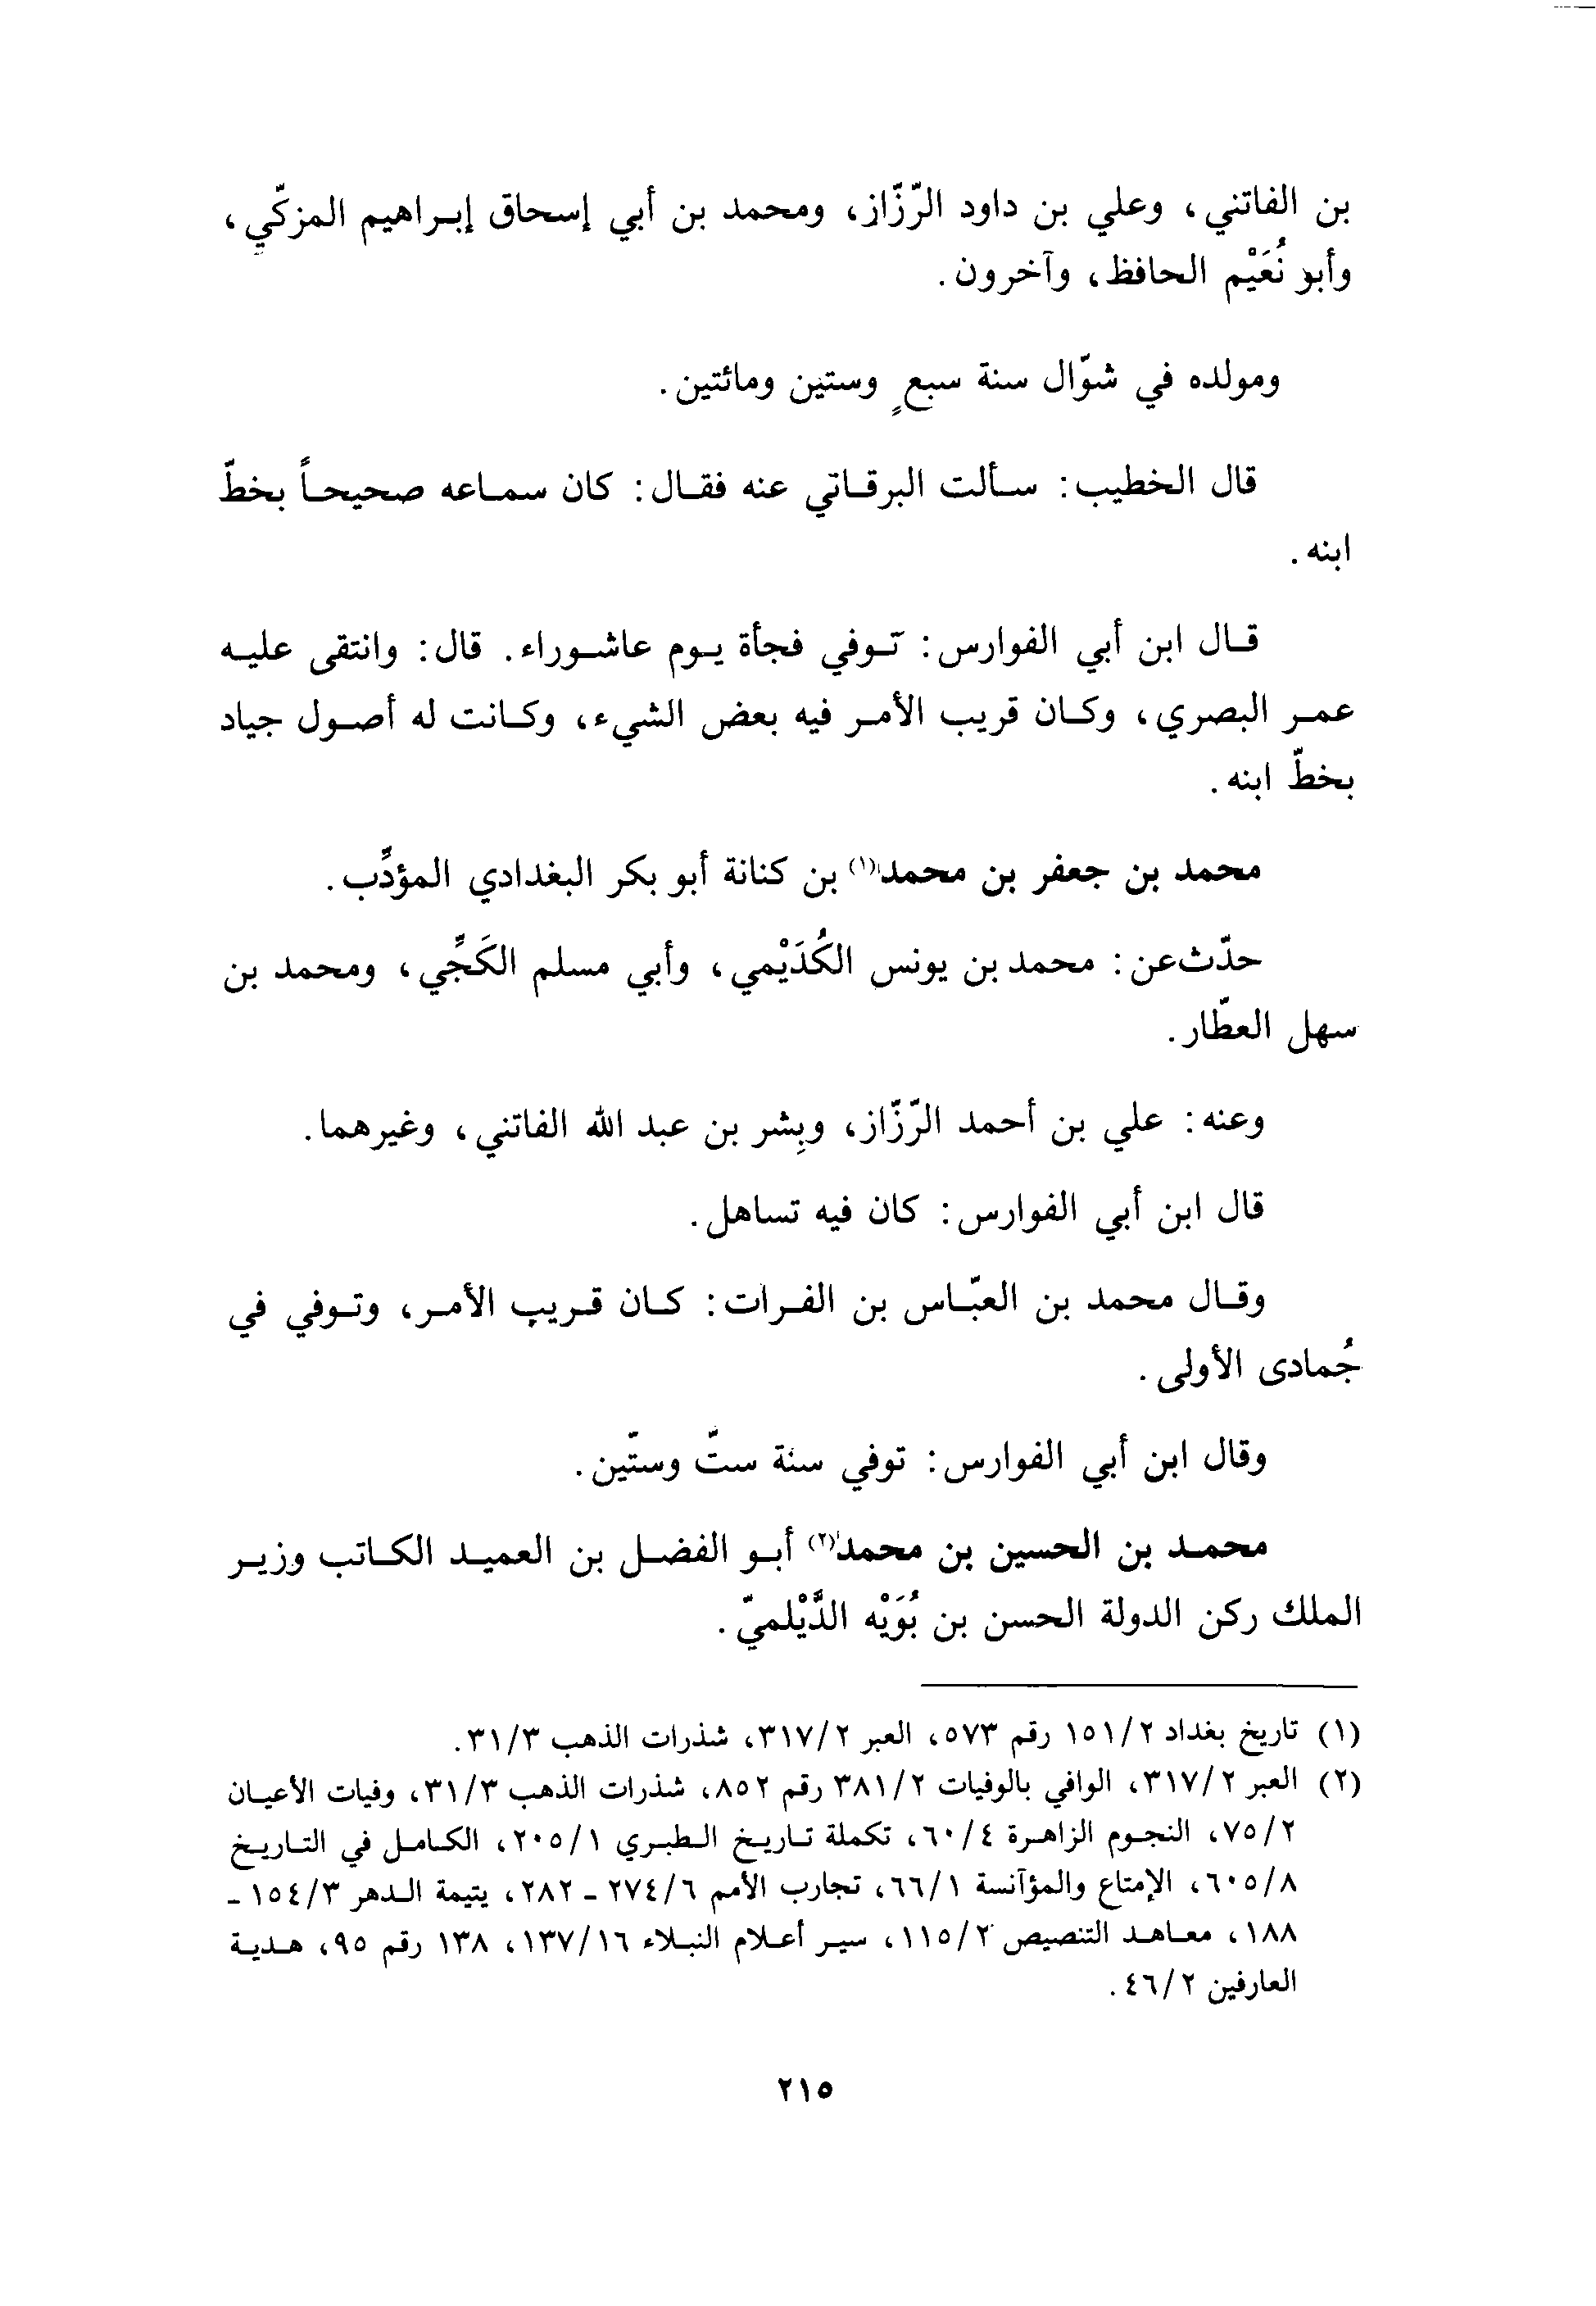 بن الفاتني، وعلي بن داود الرّزّاز، ومحمد بن أبي إسحاق إبراهيم المزكّي،
وأبو نُعَيْم الحافظ، وآخرون.
ومولده في شوّال سنة سبعٍ وستين ومائتين.
قال الخطيب: سألت البرقاتي عنه فقال: كان سماعه صحيحاً بخطّ
ابنه.
قال ابن أبي الفوارس: توفي فجأة يوم عاشوراء. قال: وانتقى عليه
عمر البصري، وكان قريب الأمر فيه بعض الشيء، وكانت له أصول جياد
بخطّ ابنه.
محمد بن جعفر بن محمد(١) بن كنانة أبو بكر البغدادي المؤدِّب.
حدّث عن: محمد بن يونس الكُدَيْمي، وأبي مسلم الكَجِّي، ومحمد بن
سهل العطّار.
وعنه: علي بن أحمد الرّزّاز، وبِشر بن عبد الله الفاتني، وغيرهما.
قال ابن أبي الفوارس: كان فيه تساهل.
وقال محمد بن العبّاس بن الفرات: كان قريب الأمر، وتوفي في
جُمادى الأولى.
وقال ابن أبي الفوارس: توفي سنة ستّ وستّين.
محمد بن الحسين بن محمد(٢) أبو الفضل بن العميد الكاتب وزير
الملك ركن الدولة الحسن بن بُوَيْه الدَّيْلميّ.
(١) تاريخ بغداد ١٥١/٢ رقم ٥٧٣، العبر ٣١٧/٢، شذرات الذهب ٣١/٣.
(٢) العبر ٣١٧/٢، الوافي بالوفيات ٣٨١/٢ رقم ٨٥٢، شذرات الذهب ٣١/٣، وفيات الأعيان
٧٥/٢، النجوم الزاهرة ٦٠/٤، تكملة تاريخ الطبري ٢٠٥/١، الكامل في التاريخ
٦٠٥/٨، الإمتاع والمؤآنسة ٦٦/١، تجارب الأمم ٢٧٤/٦ ـ ٢٨٢، يتيمة الدهر ١٥٤/٣ ـ
١٨٨، معاهد التنصيص ١١٥/٢، سير أعلام النبلاء ١٣٧/١٦، ١٣٨ رقم ٩٥، هدية
العارفين ٤٦/٢.
٢١٥